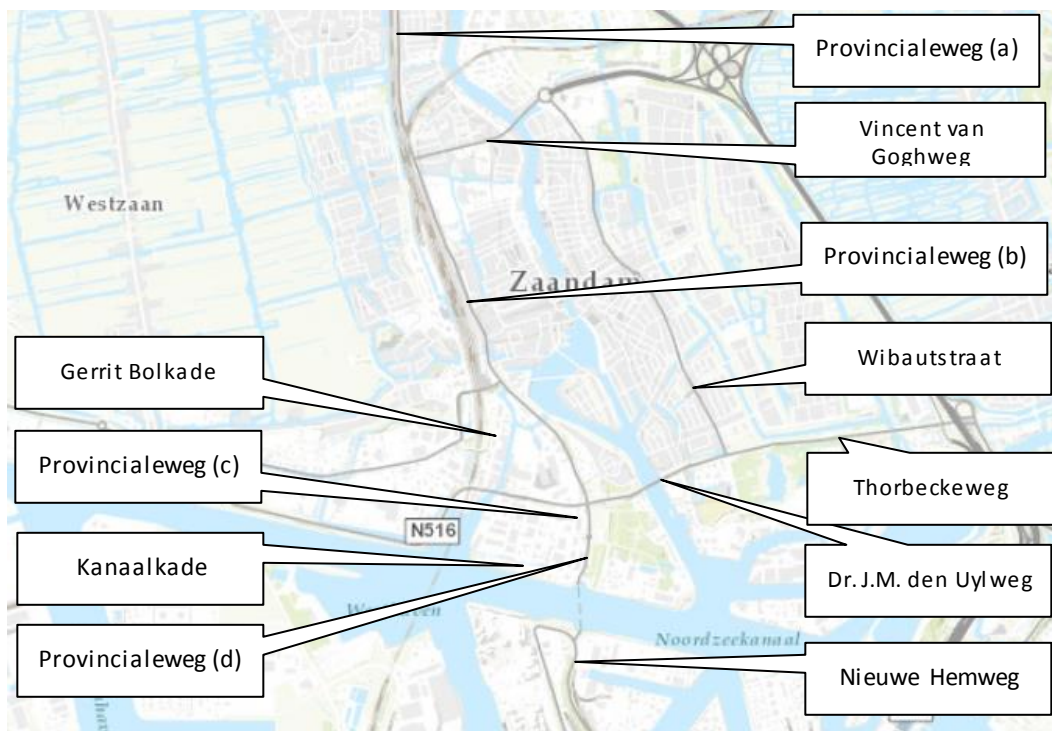 Provincialeweg (a)
Vincent van
Goghweg
Westzaan
Provincialeweg (b)
Zaandam
Gerrit Bolkade
Wibautstraat
Provincialeweg (c)
Thorbeckeweg
N516
Kanaalkade
Dr. J.M. den Uylweg
Noordzeekanaal
Provincialeweg (d)
Nieuwe Hemweg